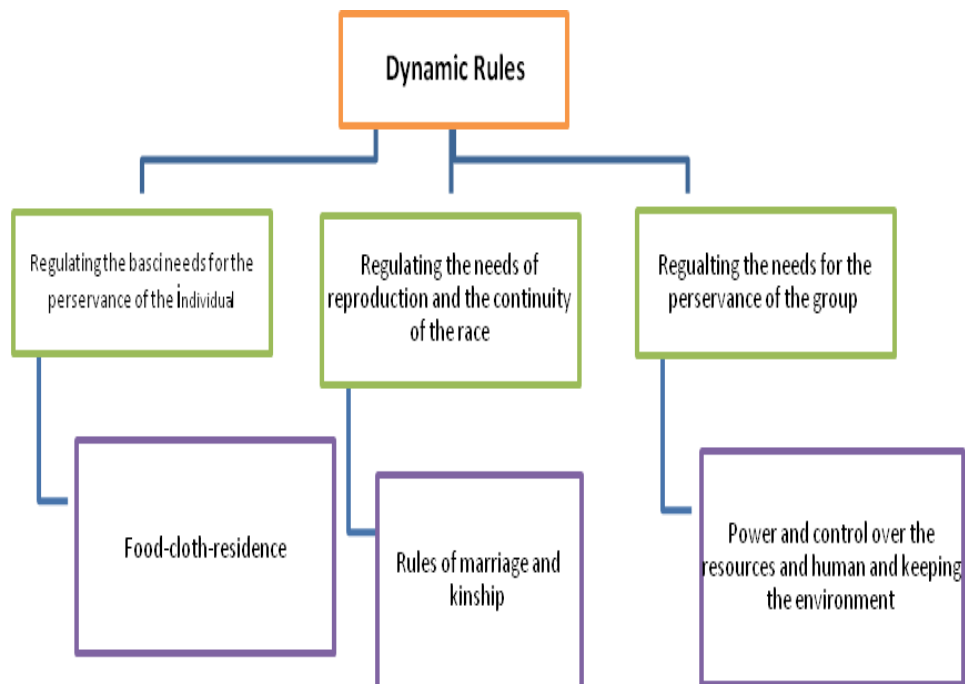 Dynamic Rules
Regulating the basci needs for the
perservance of the individual
Regulating the needs of
reproduction and the continuity
of the race
Regualting the needs for the
perservance of the group
Food-cloth-residence
Rules of marriage and
kinship
Power and control over the
resources and human and keeping
the environment